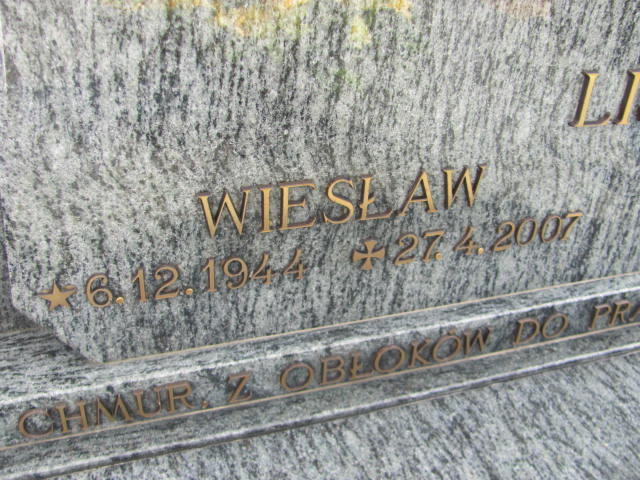 WIESŁAW
6.12.1944 27.4.2007
CHMUR, Z OBŁOKÓW DO